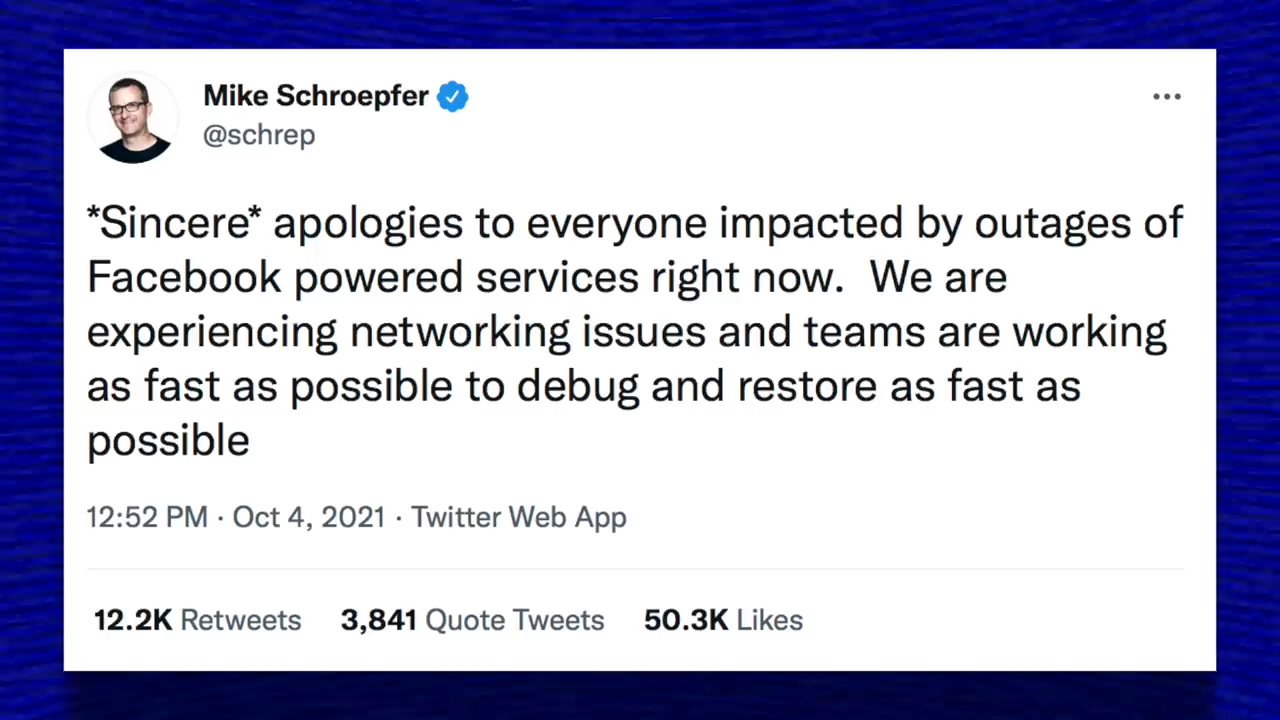 Mike Schroepfer
@schrep
*Sincere* apologies to everyone impacted by outages of
Facebook powered services right now.  We are
experiencing networking issues and teams are working
as fast as possible to debug and restore as fast as
possible
12:52 PM · Oct 4, 2021 · Twitter Web App
12.2K Retweets 3,841 Quote Tweets 50.3K Likes